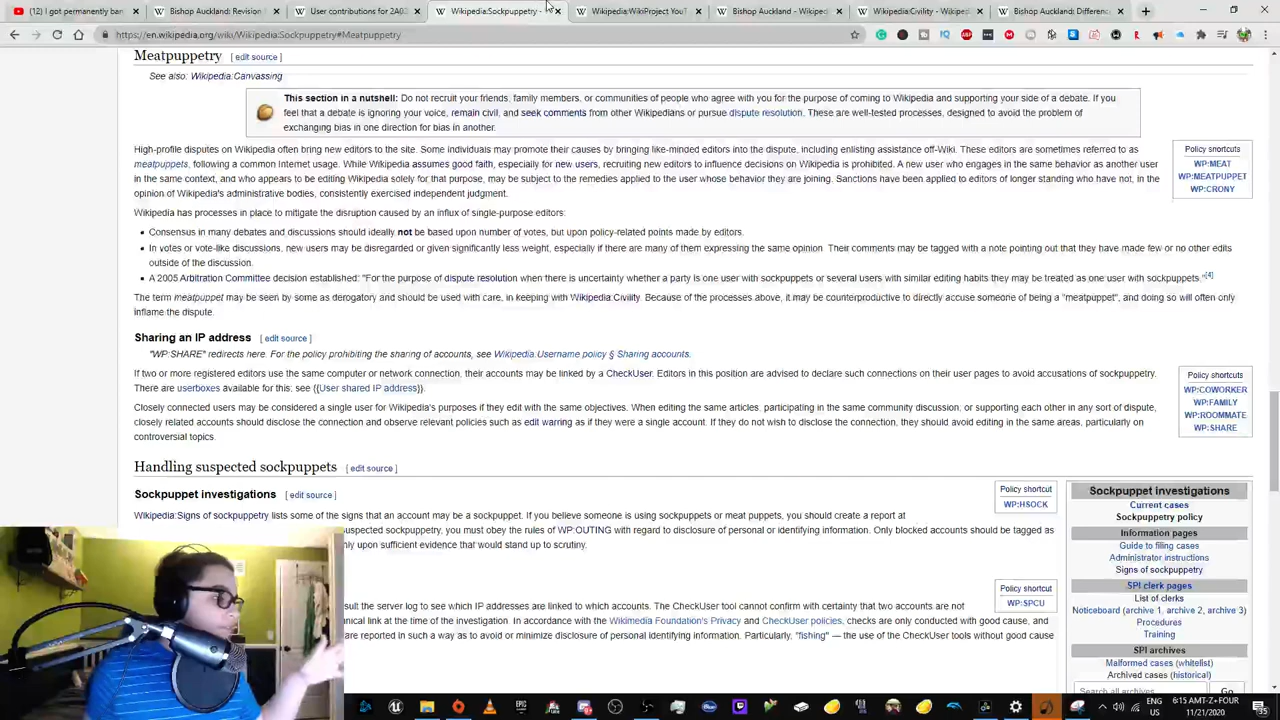 I got permanently ban
Bishop Auckland: Revision
User contributions for 2A00
Wikipedia:Sockpuppetry -
Wikipedia:WikiProject YouT
Bishop Auckland - Wikipedi
Wikipedia:Civility - Wikiped
Bishop Auckland: Differenc
https://en.wikipedia.org/wiki/Wikipedia:Sockpuppetry#Meatpuppetry
Meatpuppetry [ edit source ]
See also: Wikipedia:Canvassing
This section in a nutshell: Do not recruit your friends, family members, or communities of people who agree with you for the purpose of coming to Wikipedia and supporting your side of a debate. If you
feel that a debate is ignoring your voice, remain civil, and seek comments from other Wikipedians or pursue dispute resolution. These are well-tested processes, designed to avoid the problem of
exchanging bias in one direction for bias in another.
High-profile disputes on Wikipedia often bring new editors to the site. Some individuals may promote their causes by bringing like-minded editors into the dispute, including enlisting assistance off-Wiki. These editors are sometimes referred to as
meatpuppets, following a common Internet usage. While Wikipedia assumes good faith, especially for new users, recruiting new editors to influence decisions on Wikipedia is prohibited. A new user who engages in the same behavior as another user
in the same context, and who appears to be editing Wikipedia solely for that purpose, may be subject to the remedies applied to the user whose behavior they are joining. Sanctions have been applied to editors of longer standing who have not, in the
opinion of Wikipedia's administrative bodies, consistently exercised independent judgment.
Policy shortcuts
WP:MEAT
WP:MEATPUPPET
WP:CRONY
Wikipedia has processes in place to mitigate the disruption caused by an influx of single-purpose editors:
• Consensus in many debates and discussions should ideally not be based upon number of votes, but upon policy-related points made by editors.
• In votes or vote-like discussions, new users may be disregarded or given significantly less weight, especially if there are many of them expressing the same opinion. Their comments may be tagged with a note pointing out that they have made few or no other edits
outside of the discussion.
• A 2005 Arbitration Committee decision established: "For the purpose of dispute resolution when there is uncertainty whether a party is one user with sockpuppets or several users with similar editing habits they may be treated as one user with sockpuppets."[4]
The term meatpuppet may be seen by some as derogatory and should be used with care, in keeping with Wikipedia:Civility. Because of the processes above, it may be counterproductive to directly accuse someone of being a "meatpuppet", and doing so will often only
inflame the dispute.
Sharing an IP address [ edit source ]
"WP:SHARE" redirects here. For the policy prohibiting the sharing of accounts, see Wikipedia:Username policy § Sharing accounts.
If two or more registered editors use the same computer or network connection, their accounts may be linked by a CheckUser. Editors in this position are advised to declare such connections on their user pages to avoid accusations of sockpuppetry.
There are userboxes available for this; see {{User shared IP address}}.
Policy shortcuts
WP:COWORKER
WP:FAMILY
WP:ROOMMATE
WP:SHARE
Closely connected users may be considered a single user for Wikipedia's purposes if they edit with the same objectives. When editing the same articles, participating in the same community discussion, or supporting each other in any sort of dispute,
closely related accounts should disclose the connection and observe relevant policies such as edit warring as if they were a single account. If they do not wish to disclose the connection, they should avoid editing in the same areas, particularly on
controversial topics.
Handling suspected sockpuppets [ edit source ]
Sockpuppet investigations [ edit source ]
Policy shortcut
WP:HSOCK
Wikipedia:Signs of sockpuppetry lists signs that an account may be a sockpuppet. If you believe someone is using sockpuppets or meat puppets, you should create a report at
suspected sockpuppetry, you must obey the rules of WP:OUTING with regard to disclosure of personal or identifying information. Only blocked accounts should be tagged as
only upon sufficient evidence that would stand up to scrutiny.
Policy shortcut
WP:SPCU
sult the server log to see which IP addresses are linked to which accounts. The CheckUser tool cannot confirm with certainty that two accounts are not
nical link at the time of the investigation. In accordance with the Wikimedia Foundation's Privacy and CheckUser policies, checks are only conducted with good cause, and
are reported in such a way as to avoid or minimize disclosure of personal identifying information. Particularly, "fishing" — the use of the CheckUser tools without good cause
Sockpuppet investigations
Current cases
Sockpuppetry policy
Information pages
Guide to filing cases
Administrator instructions
Signs of sockpuppetry
SPI clerk pages
List of clerks
Noticeboard (archive 1, archive 2, archive 3)
Procedures
Training
SPI archives
Malformed cases (whitelist)
Archived cases (historical)
Search all archives
Go
ENG
6:15 AMT-Z+FOUR
11/21/2020